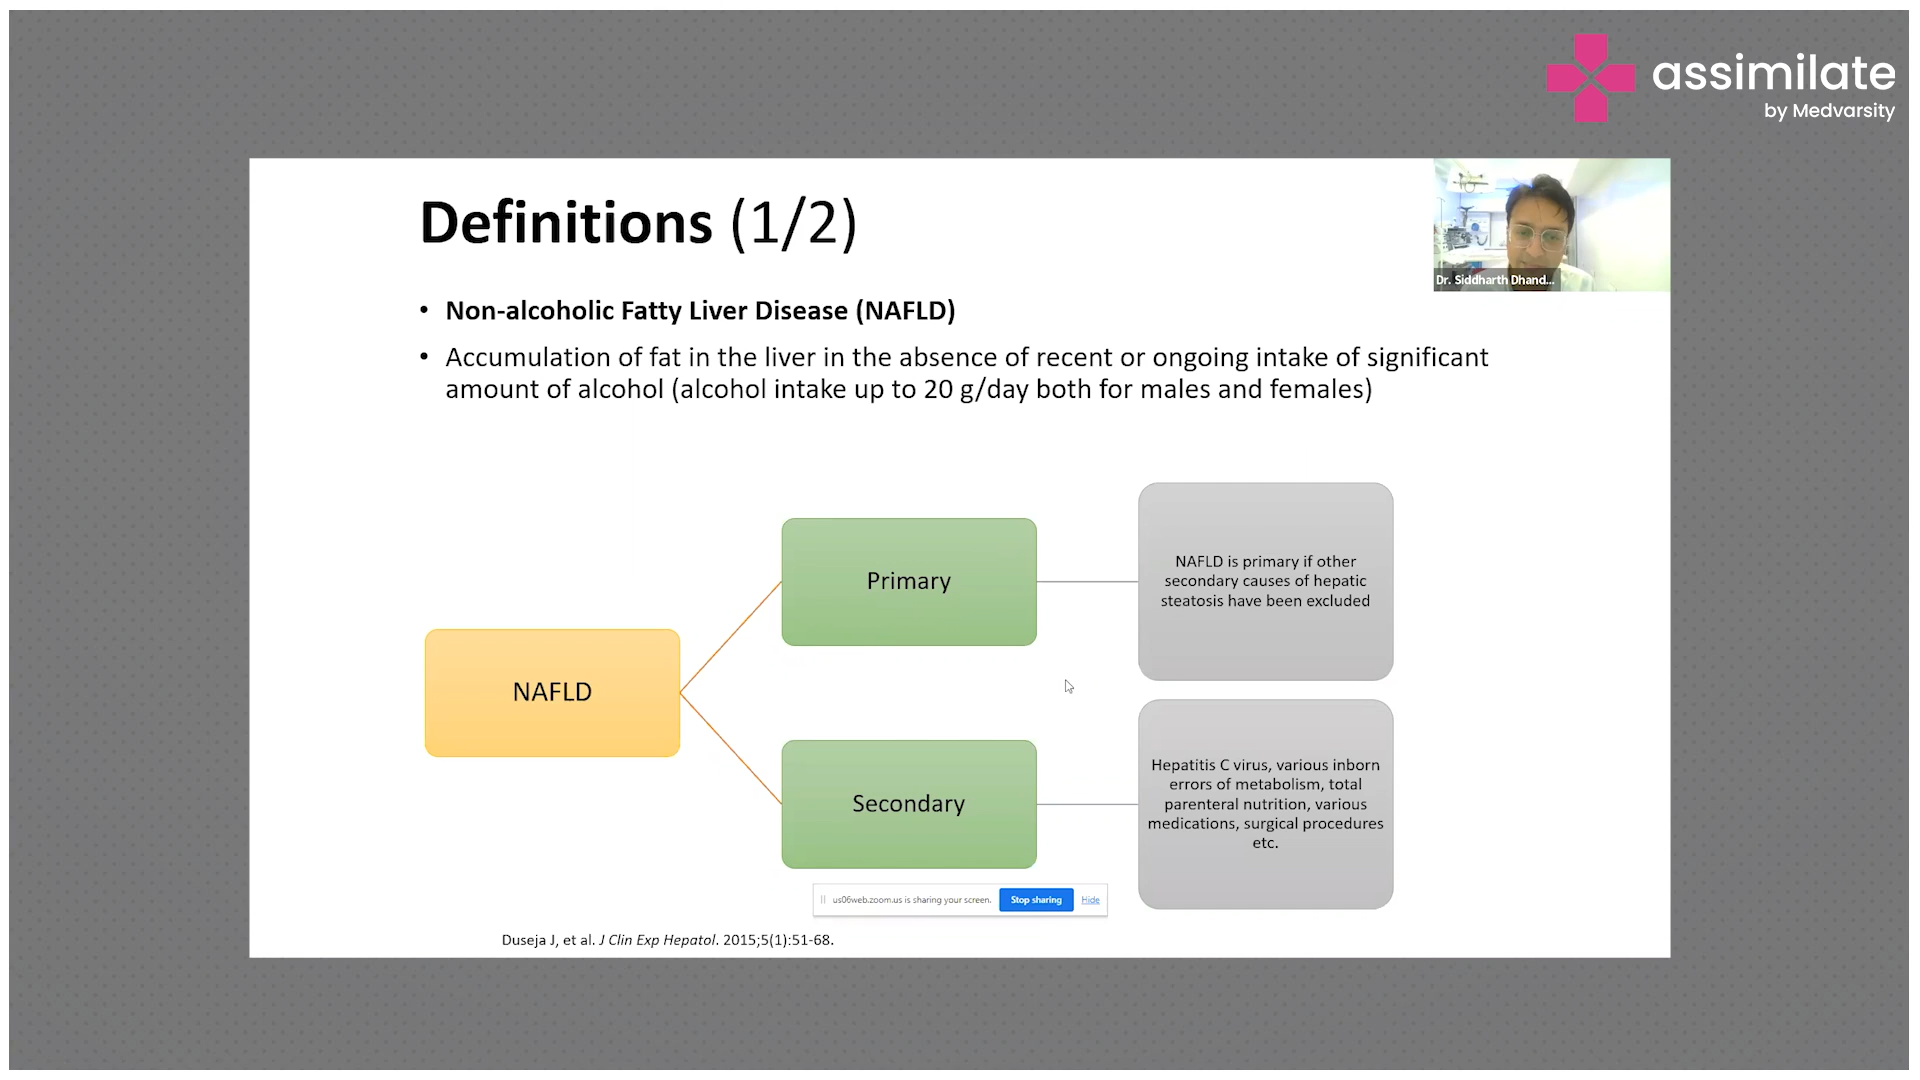 assimilate
by Medvarsity
Definitions (1/2)
Dr. Siddharth Dhand...
• Non-alcoholic Fatty Liver Disease (NAFLD)
• Accumulation of fat in the liver in the absence of recent or ongoing intake of significant
amount of alcohol (alcohol intake up to 20 g/day both for males and females)
NAFLD
Primary
NAFLD is primary if other
secondary causes of hepatic
steatosis have been excluded
Secondary
Hepatitis C virus, various inborn
errors of metabolism, total
parenteral nutrition, various
medications, surgical procedures
etc.
us06web.zoom.us is sharing your screen. Stop sharing Hide
Duseja J, et al. J Clin Exp Hepatol. 2015;5(1):51-68.